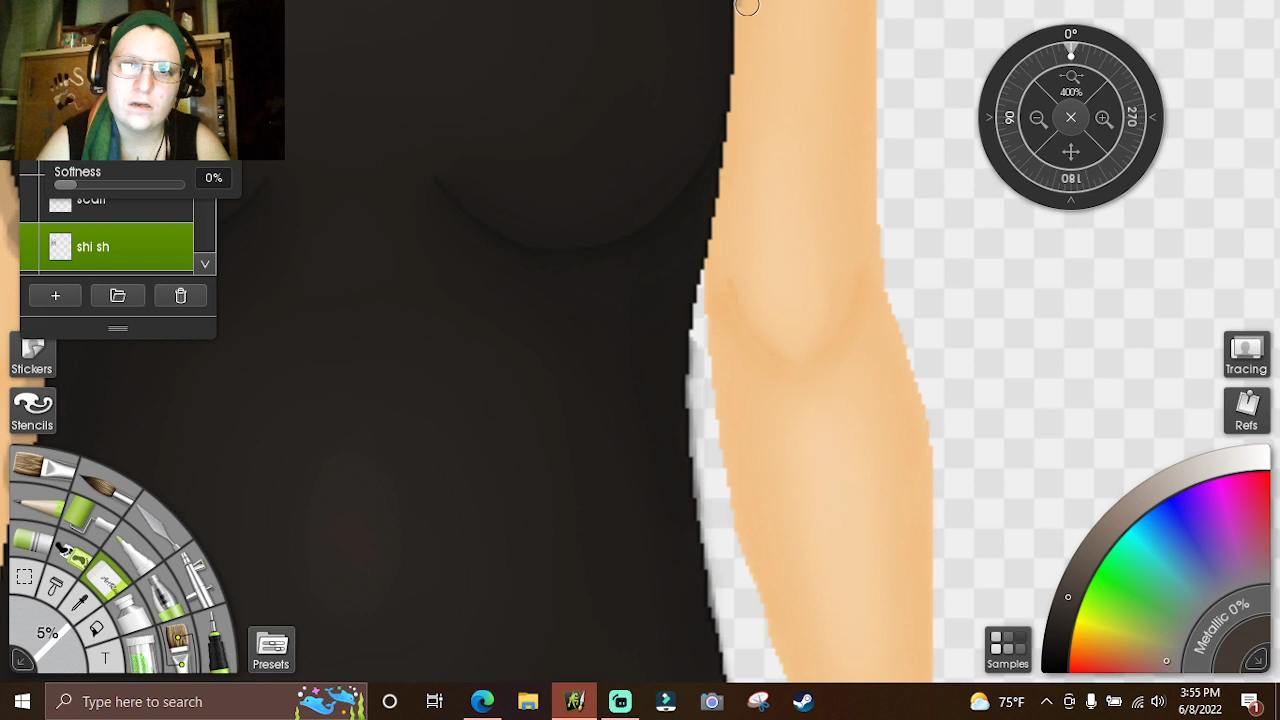 0°
400%
90
270
180
Softness
0%
shi sh
+
Stickers
Stencils
Tracing
Refs
5%
T
Presets
Samples
Metallic 0%
Type here to search
75°F
3:55 PM
6/8/2022
1